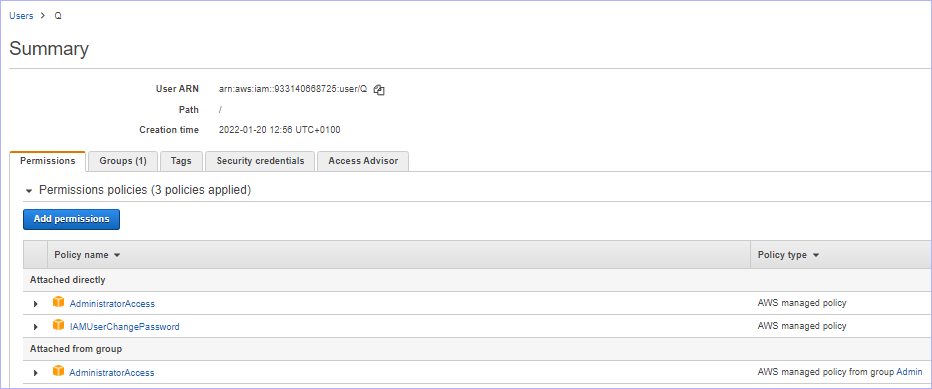 Users > Q
Summary
User ARN arn:aws:iam::933140668725:user/Q
Path /
Creation time 2022-01-20 12:56 UTC+0100
Permissions Groups (1) Tags Security credentials Access Advisor
Permissions policies (3 policies applied)
Add permissions
Policy name Policy type
Attached directly
AdministratorAccess AWS managed policy
IAMUserChangePassword AWS managed policy
Attached from group
AdministratorAccess AWS managed policy from group Admin